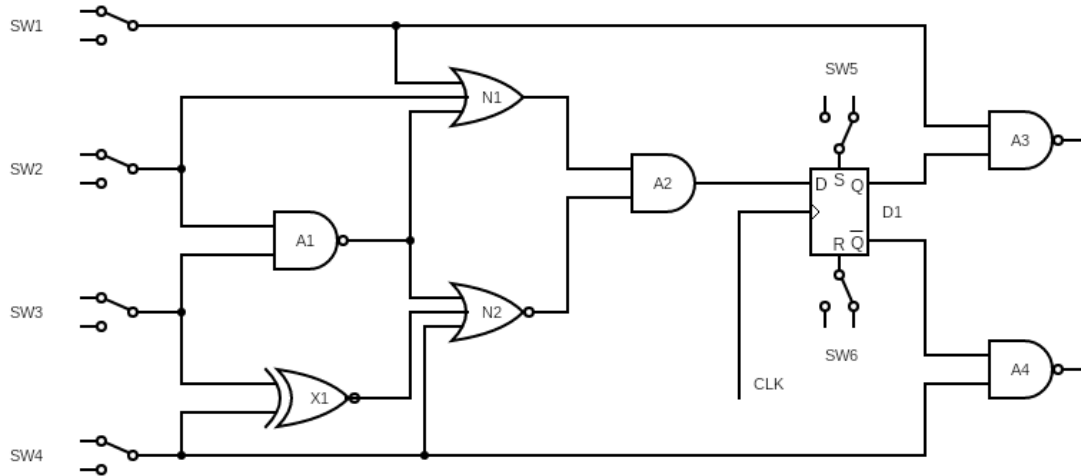 SW1
SW5
N1
A3
SW2
A2
D S Q
A1
D1
R Q̅
SW3
N2
SW6
A4
CLK
X1
SW4